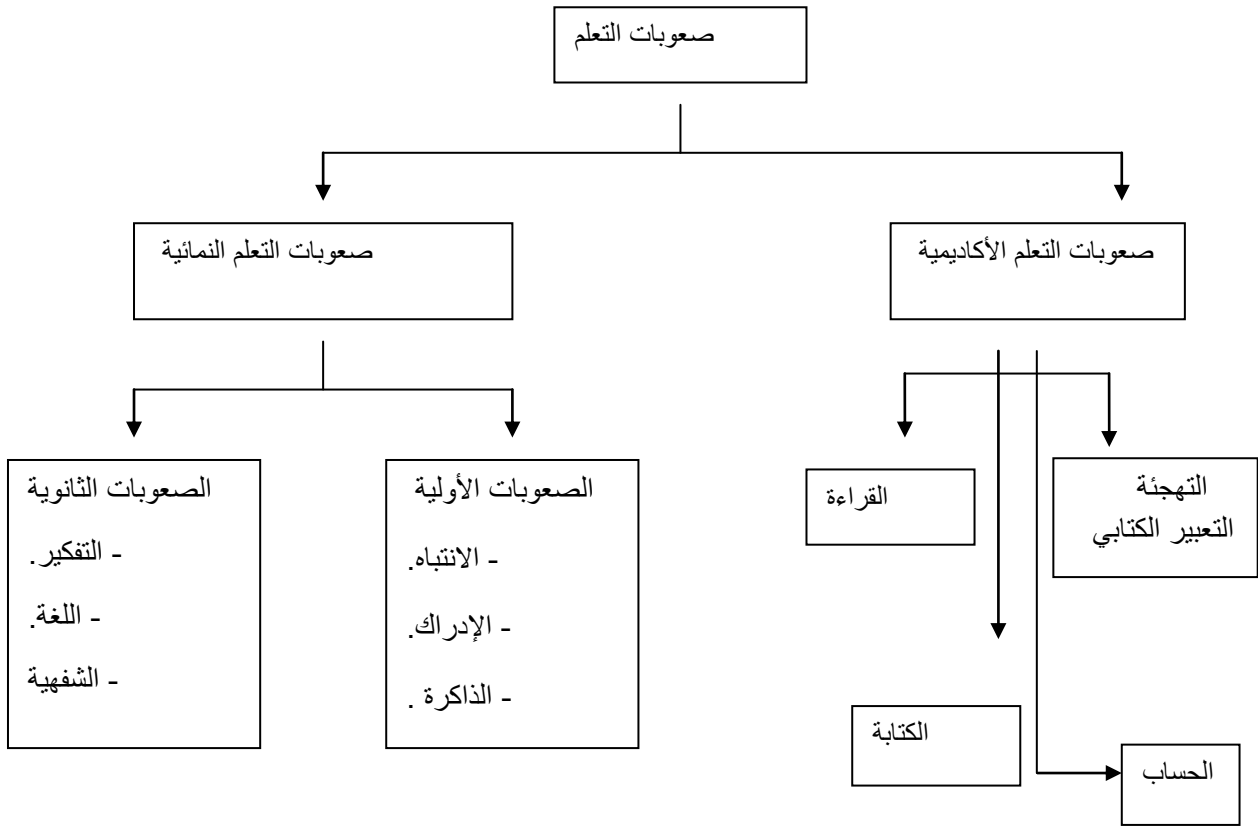 صعوبات التعلم
صعوبات التعلم الأكاديمية
صعوبات التعلم النمائية
التهجئة
التعبير الكتابي
القراءة
الكتابة
الحساب
الصعوبات الأولية
- الانتباه.
- الإدراك.
- الذاكرة .
الصعوبات الثانوية
- التفكير.
- اللغة.
- الشفهية